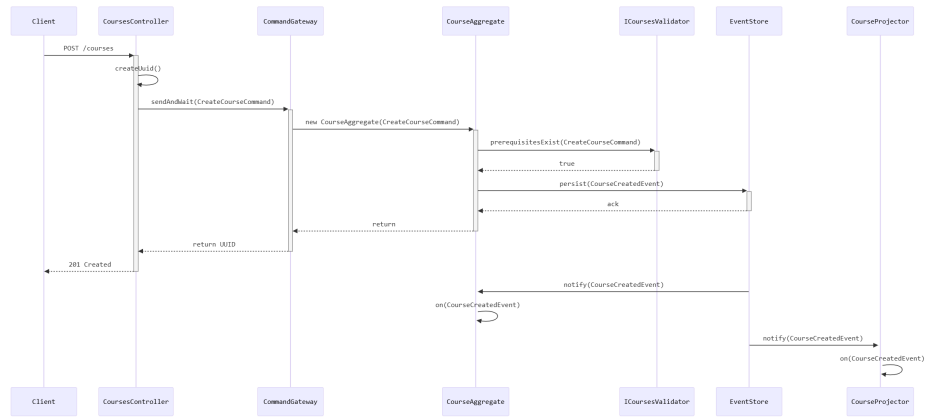 Client
CoursesController
CommandGateway
CourseAggregate
ICoursesValidator
EventStore
CourseProjector
POST /courses
createUuid()
sendAndWait(CreateCourseCommand)
new CourseAggregate(CreateCourseCommand)
prerequisitesExist(CreateCourseCommand)
true
persist(CourseCreatedEvent)
ack
return
return UUID
201 Created
notify(CourseCreatedEvent)
on(CourseCreatedEvent)
notify(CourseCreatedEvent)
on(CourseCreatedEvent)
Client
CoursesController
CommandGateway
CourseAggregate
ICoursesValidator
EventStore
CourseProjector